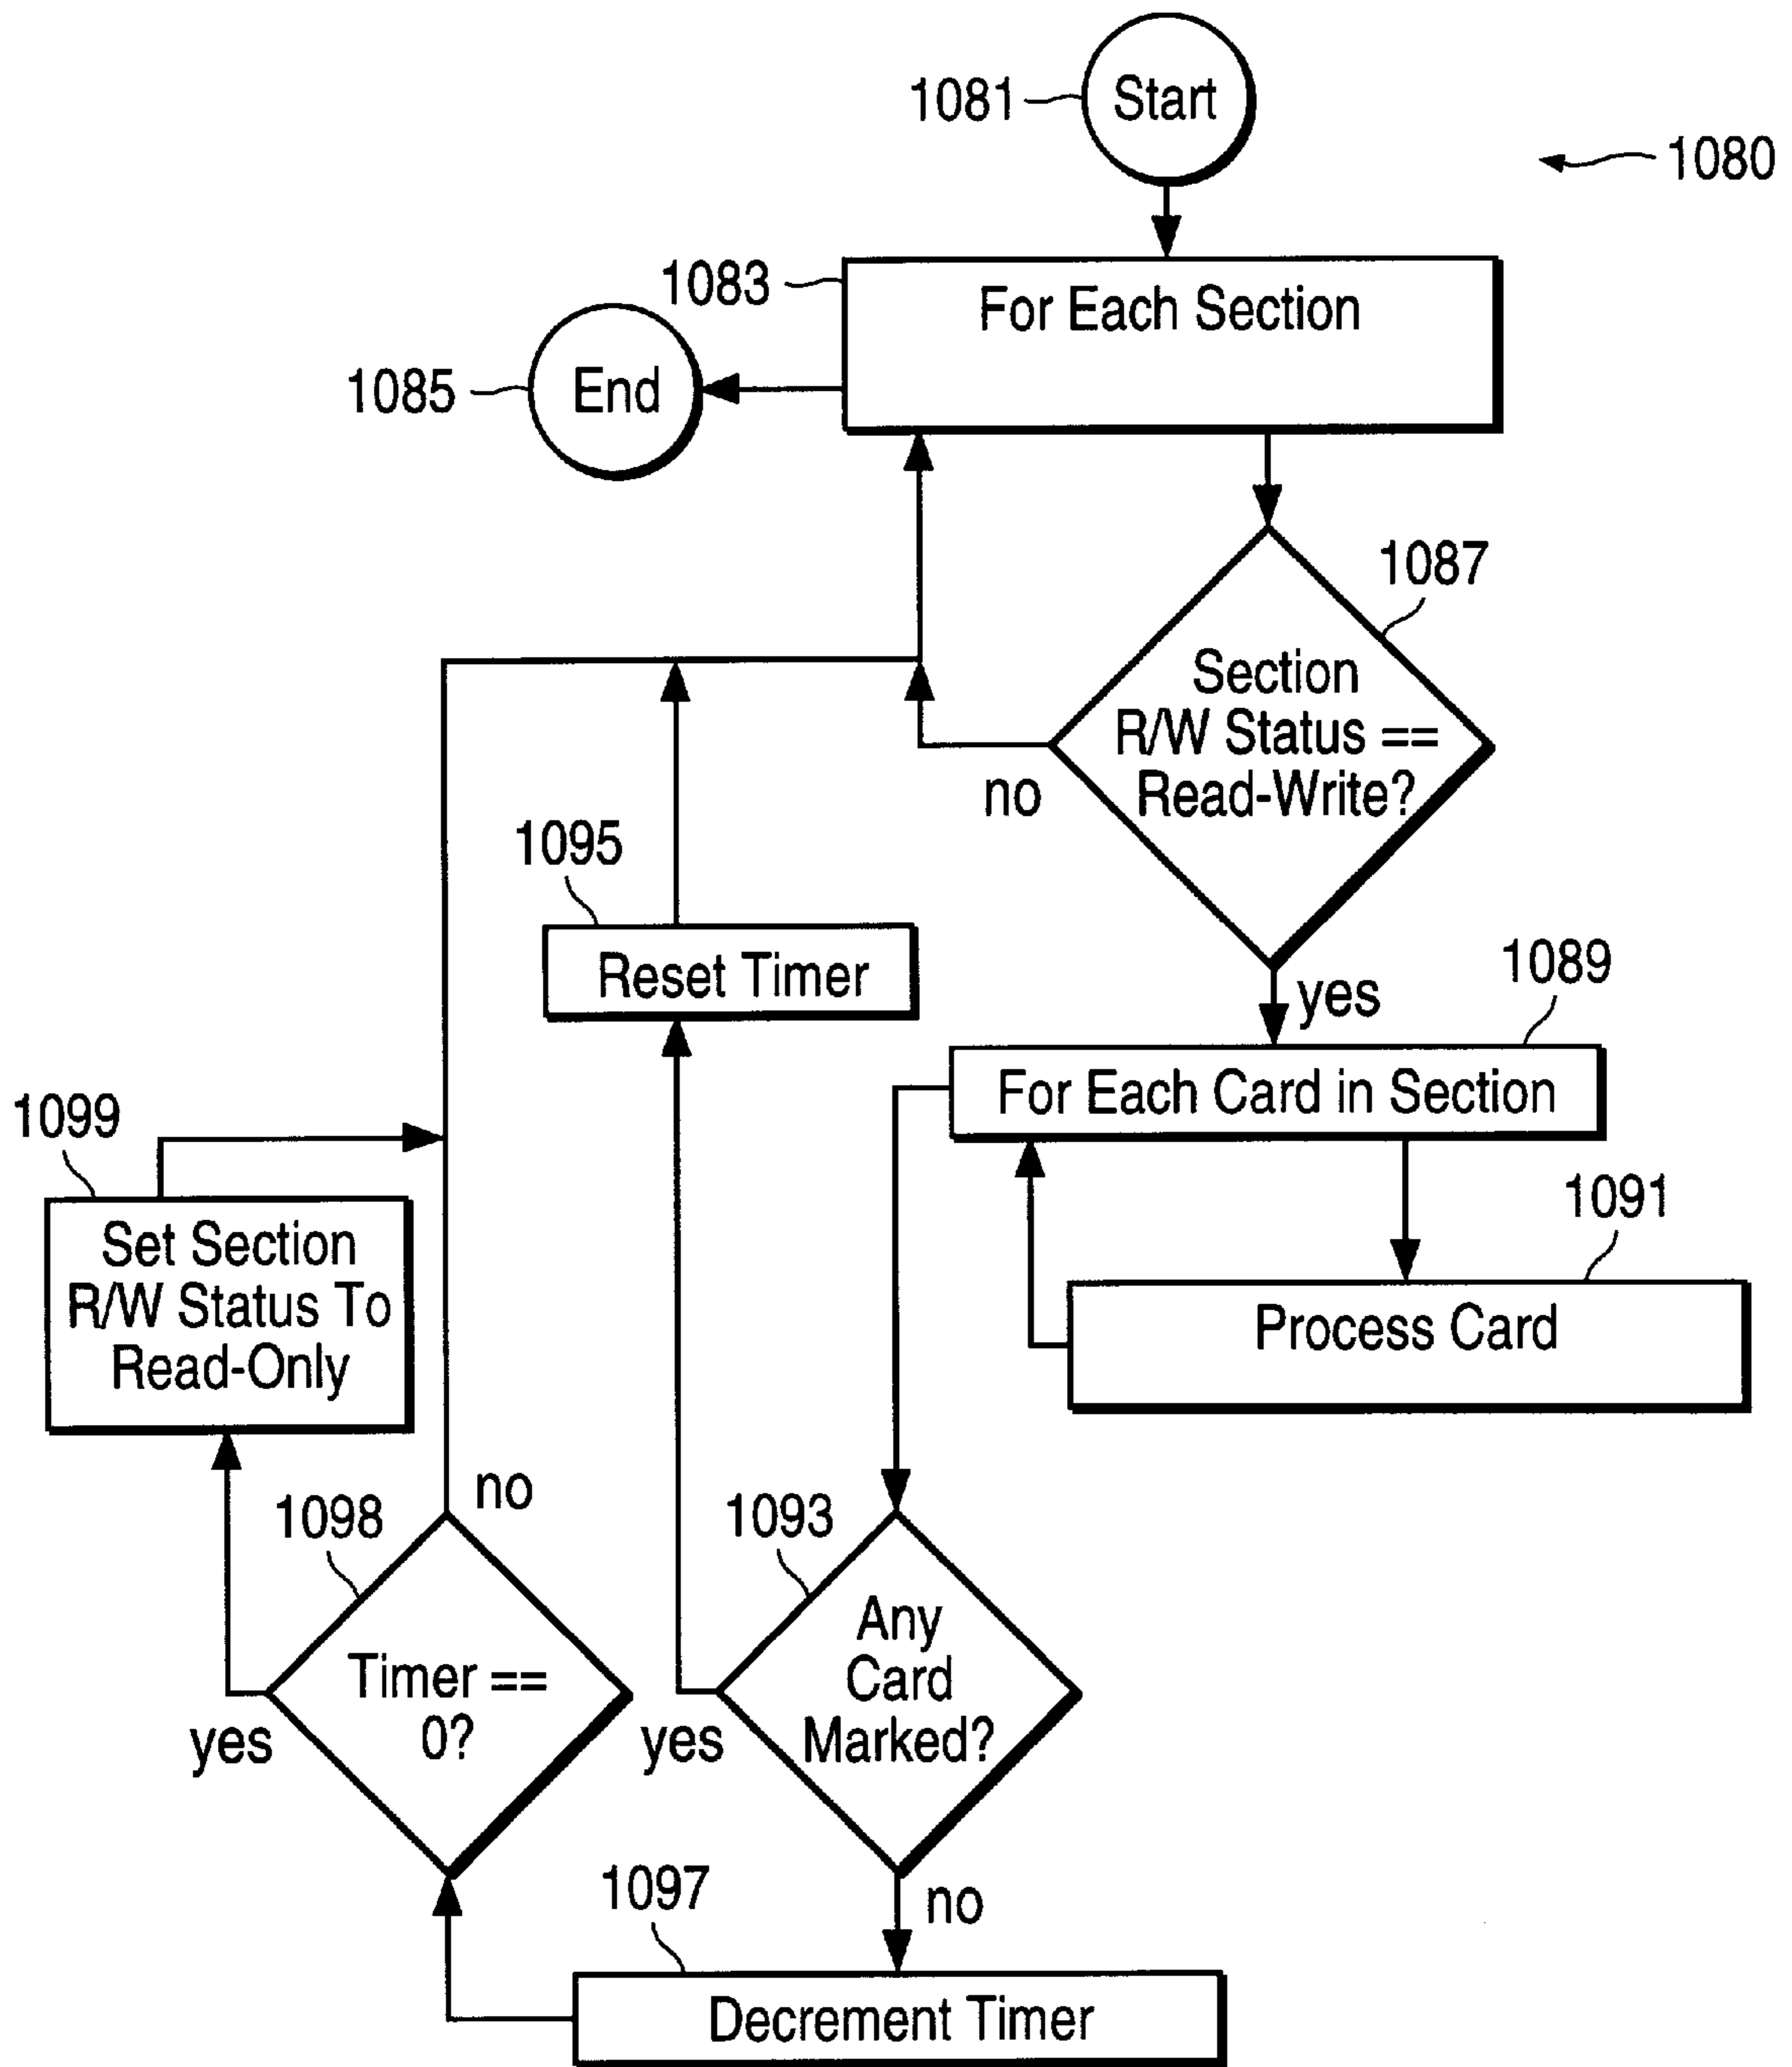 1081
Start
1080
1083
For Each Section
1085
End
1087
Section
R/W Status ==
Read-Write?
no
1095
Reset Timer
yes
1089
For Each Card in Section
1099
Set Section
R/W Status To
Read-Only
1091
Process Card
no
1098
Timer ==
0?
yes
1093
Any
Card
Marked?
yes
no
1097
Decrement Timer